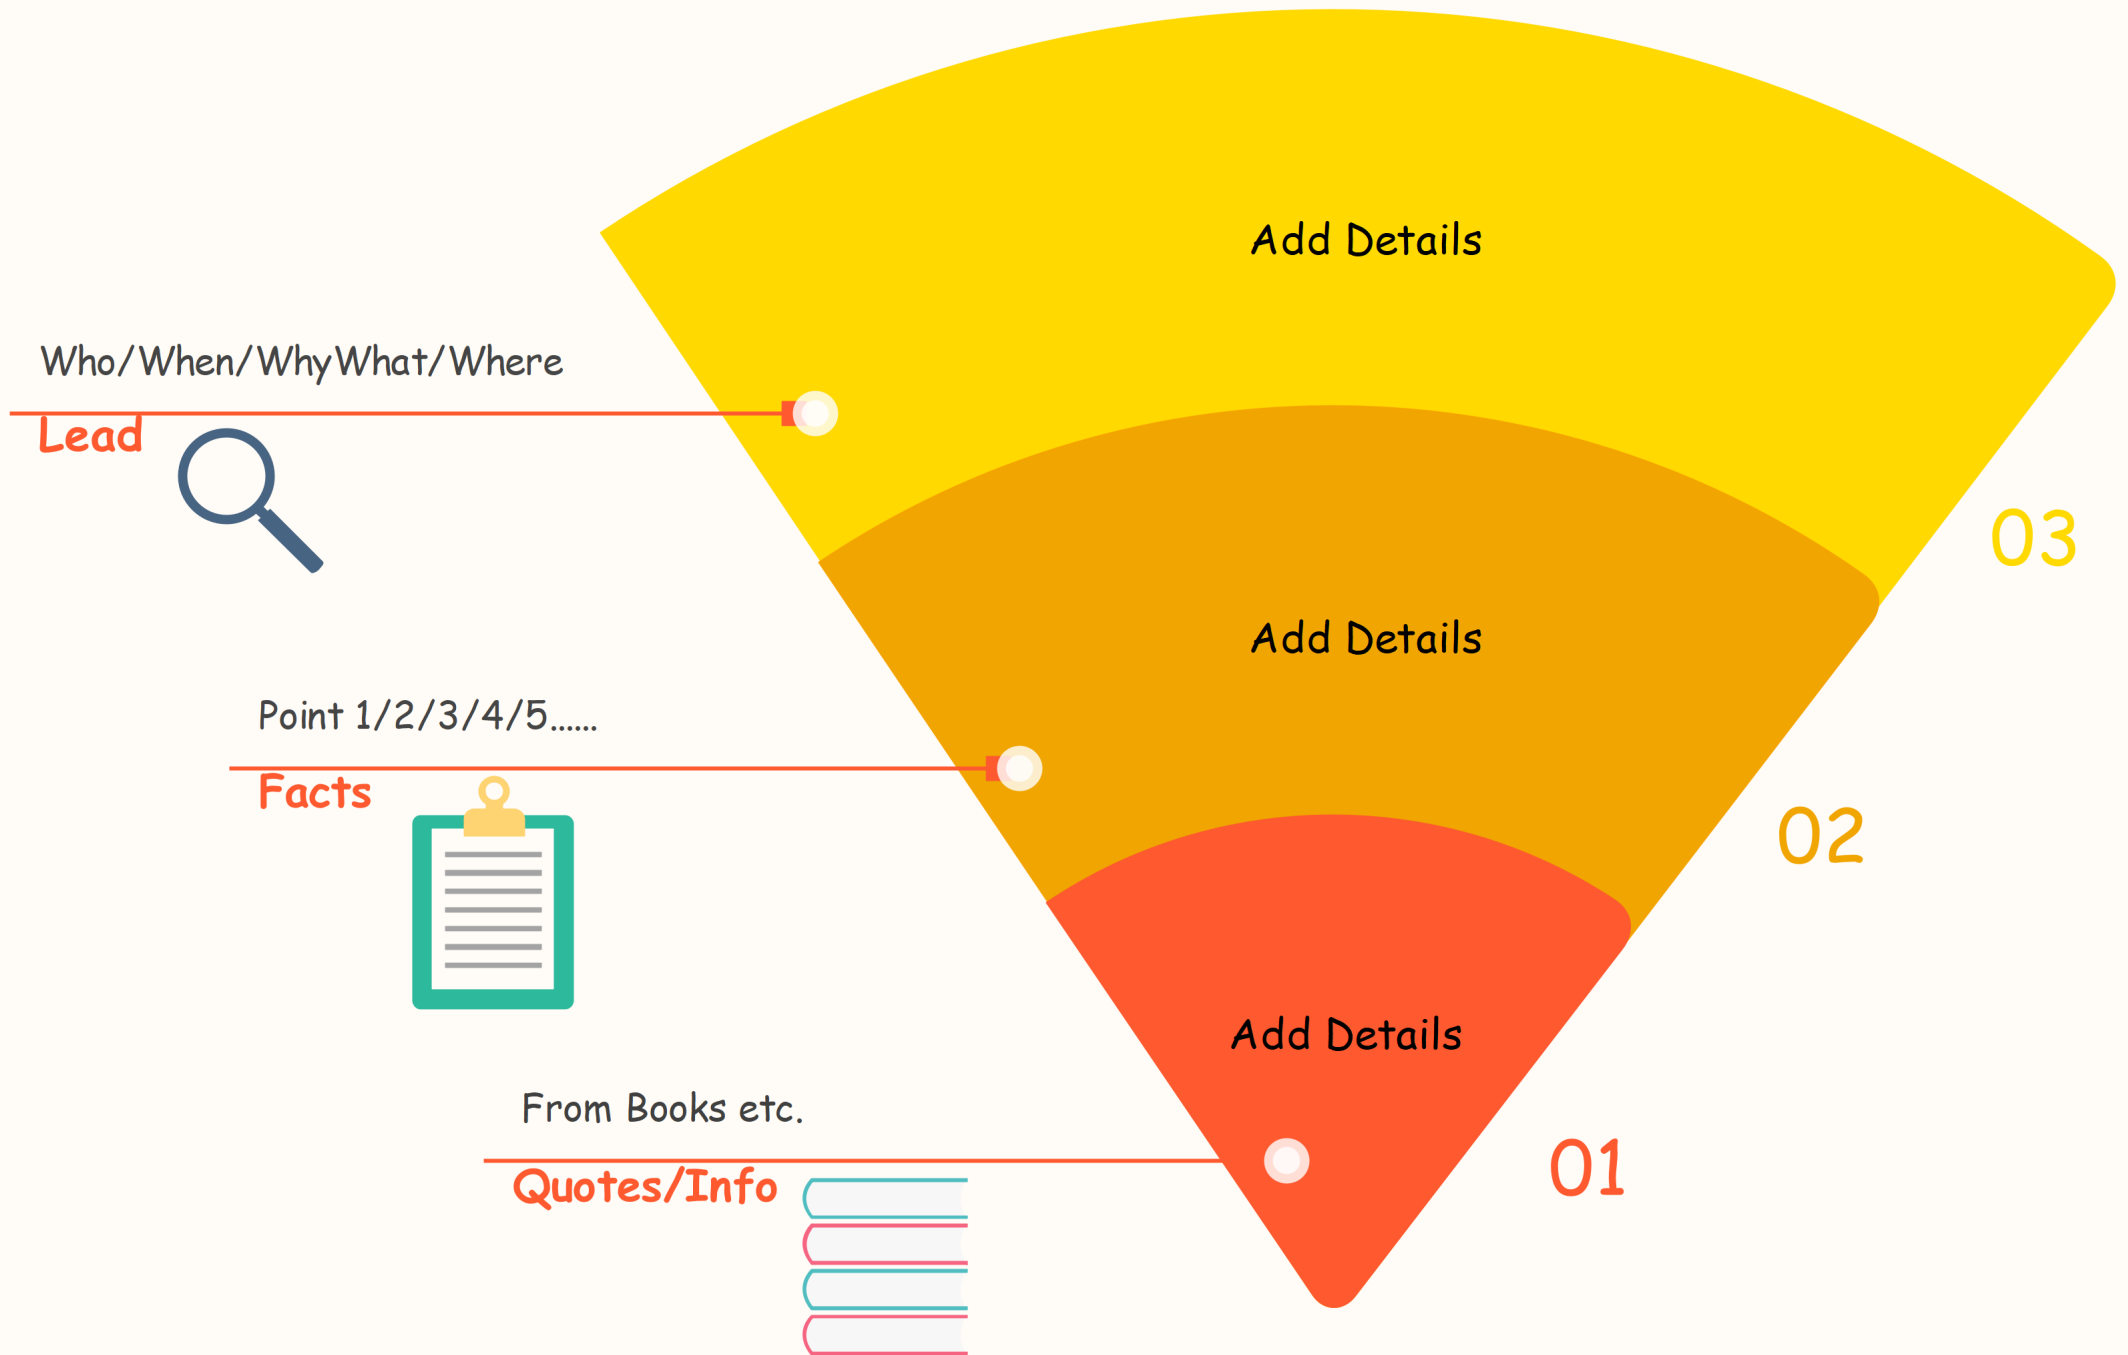 Add Details
Who/When/WhyWhat/Where
Lead
03
Add Details
Point 1/2/3/4/5......
Facts
02
Add Details
From Books etc.
Quotes/Info
01